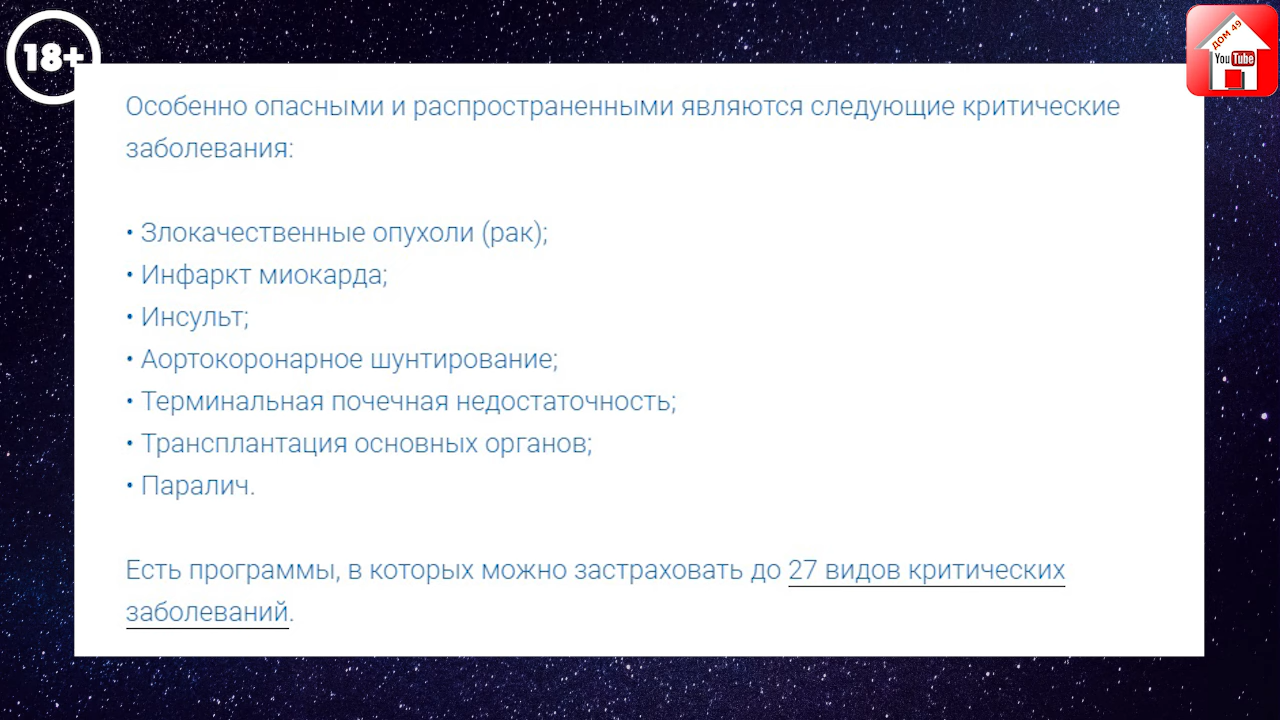 18+
ДОМ 49
YouTube
Особенно опасными и распространенными являются следующие критические
заболевания:
• Злокачественные опухоли (рак);
• Инфаркт миокарда;
• Инсульт;
• Аортокоронарное шунтирование;
• Терминальная почечная недостаточность;
• Трансплантация основных органов;
• Паралич.
Есть программы, в которых можно застраховать до 27 видов критических
заболеваний.